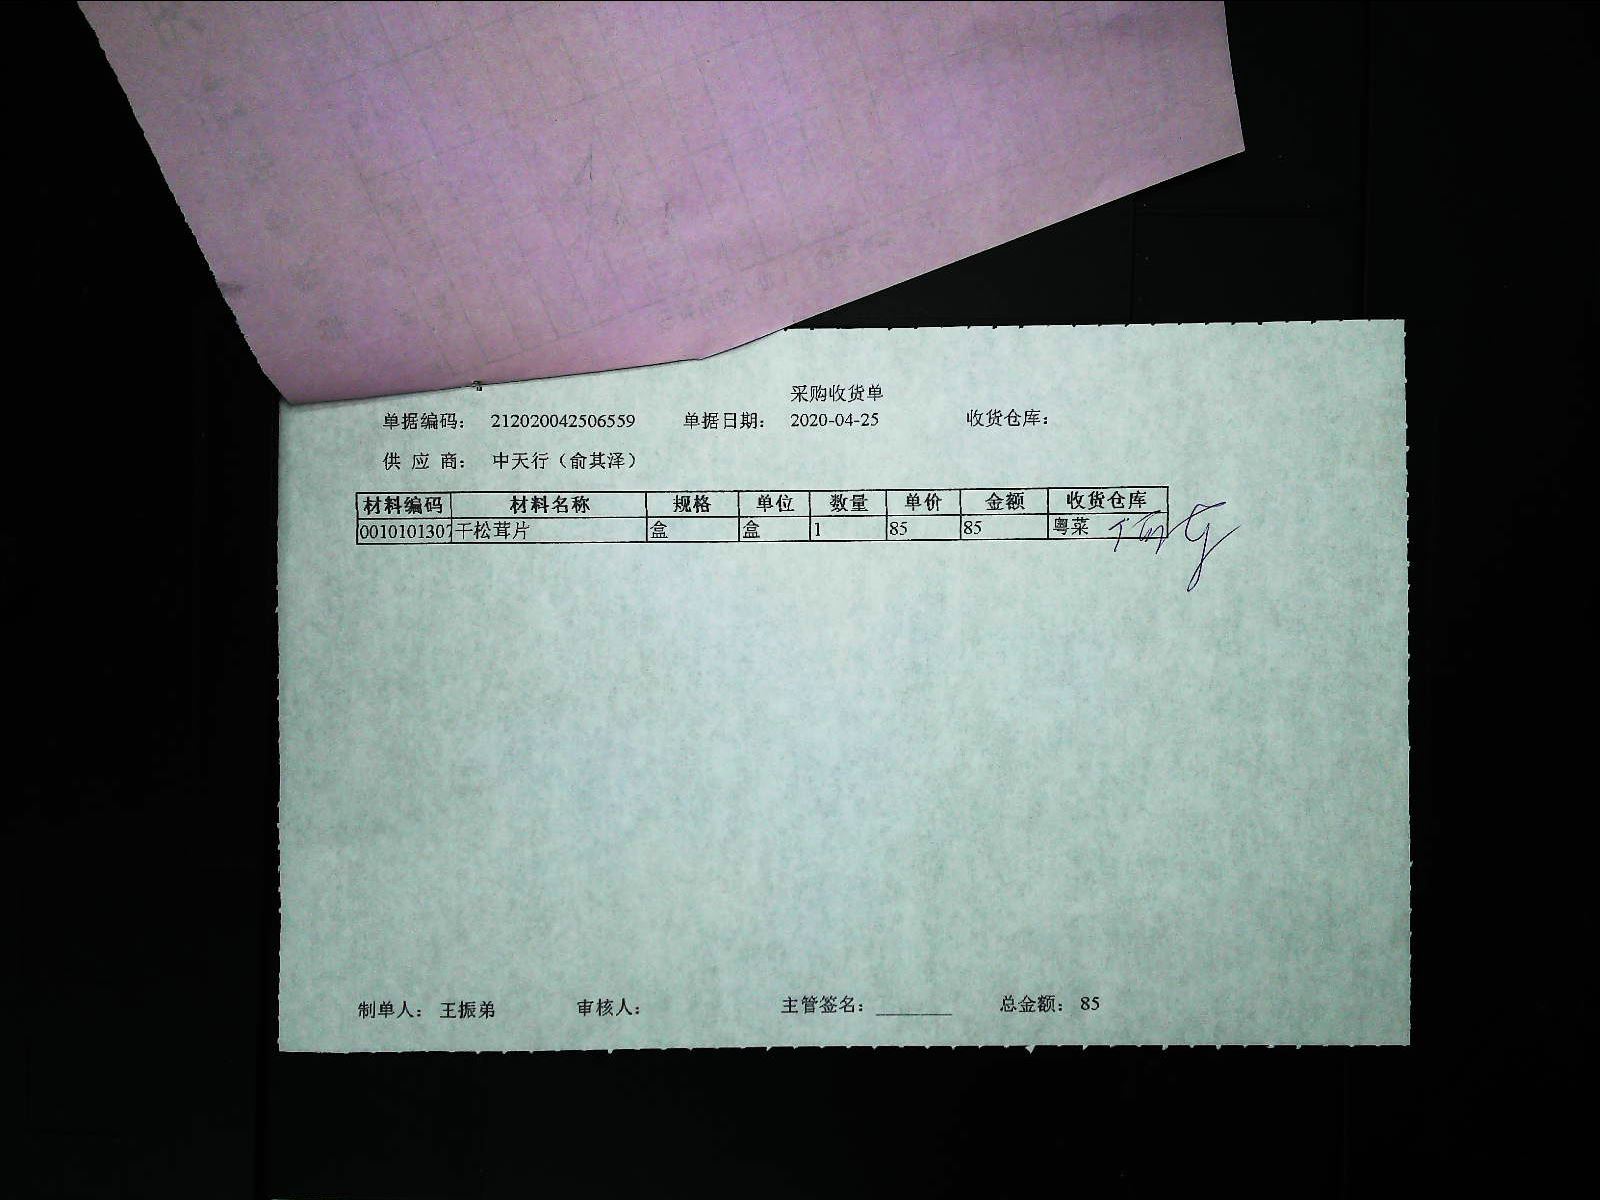 采购收货单
单据编码： 212020042506559 单据日期： 2020-04-25 收货仓库：
供 应 商： 中天行（俞其泽）
材料编码 材料名称 规格 单位 数量 单价 金额 收货仓库
0010101307 干松茸片 盒 盒 1 85 85 粤菜
制单人： 王振弟 审核人： 主管签名：________ 总金额： 85